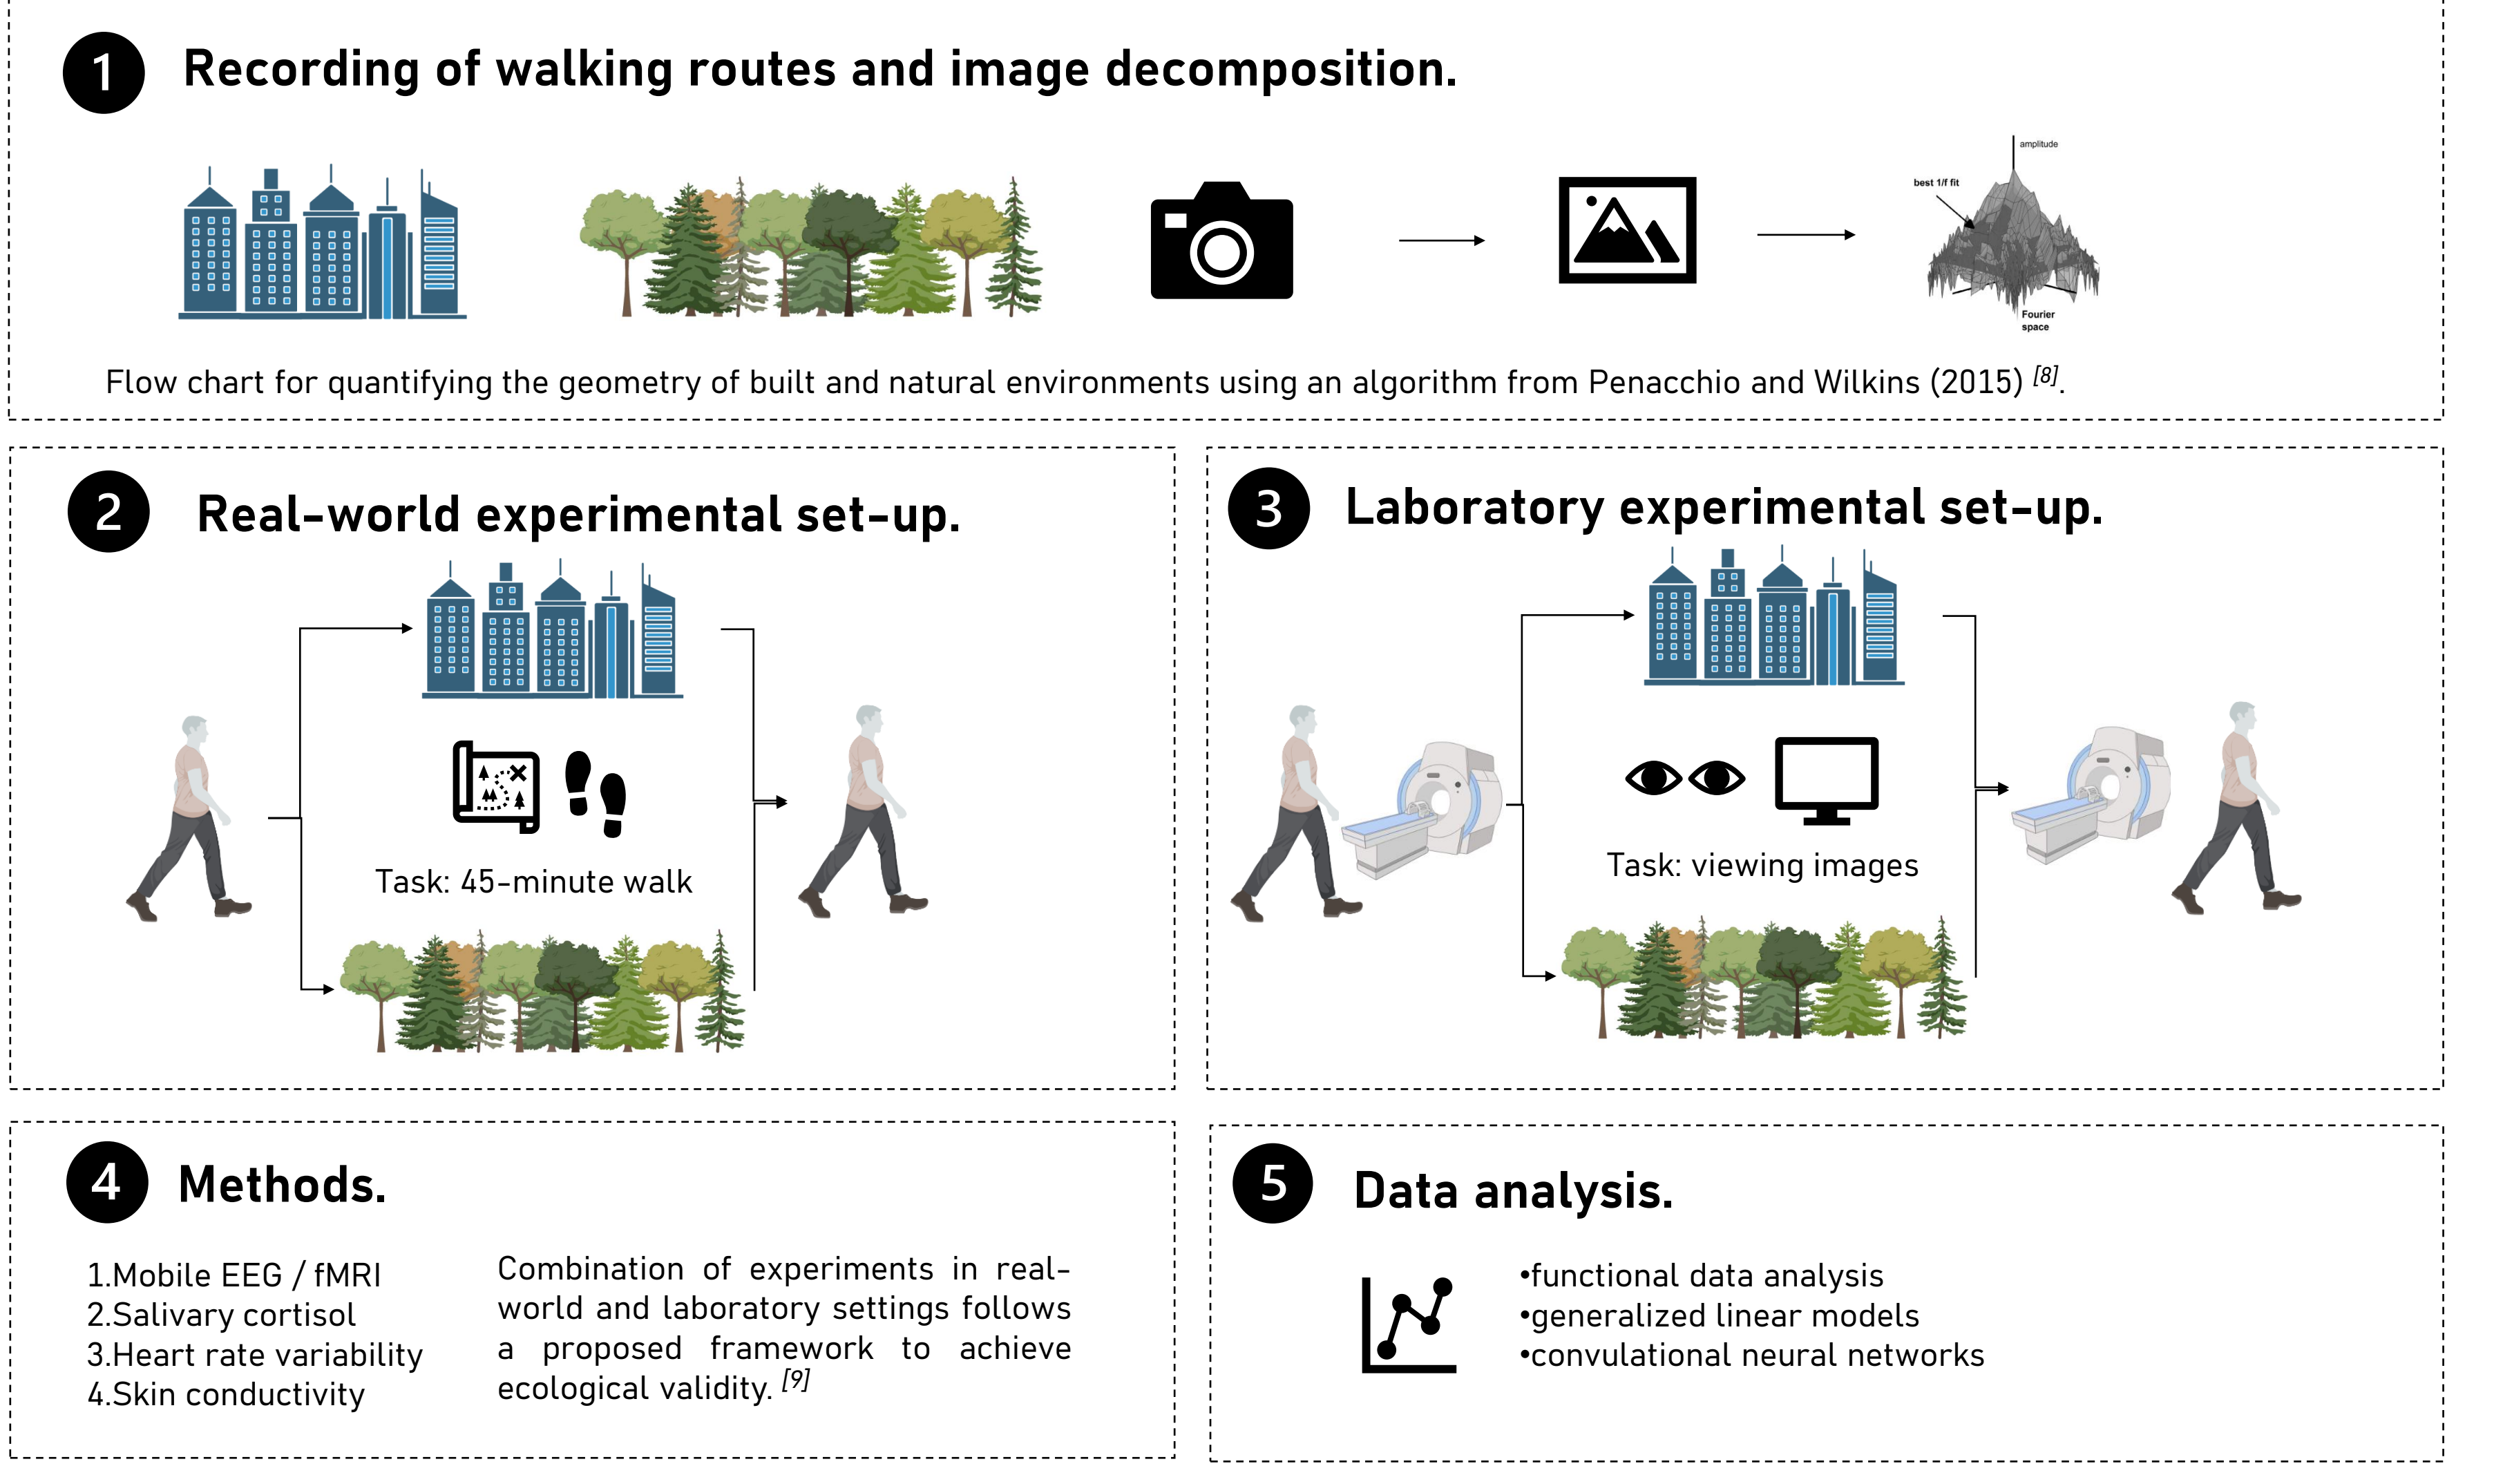 1 Recording of walking routes and image decomposition.
amplitude
best 1/f fit
Fourier
space
Flow chart for quantifying the geometry of built and natural environments using an algorithm from Penacchio and Wilkins (2015) [8].
2 Real-world experimental set-up.
Task: 45-minute walk
3 Laboratory experimental set-up.
Task: viewing images
4 Methods.
1.Mobile EEG / fMRI
2.Salivary cortisol
3.Heart rate variability
4.Skin conductivity
Combination of experiments in real-
world and laboratory settings follows
a proposed framework to achieve
ecological validity. [9]
5 Data analysis.
•functional data analysis
•generalized linear models
•convulational neural networks